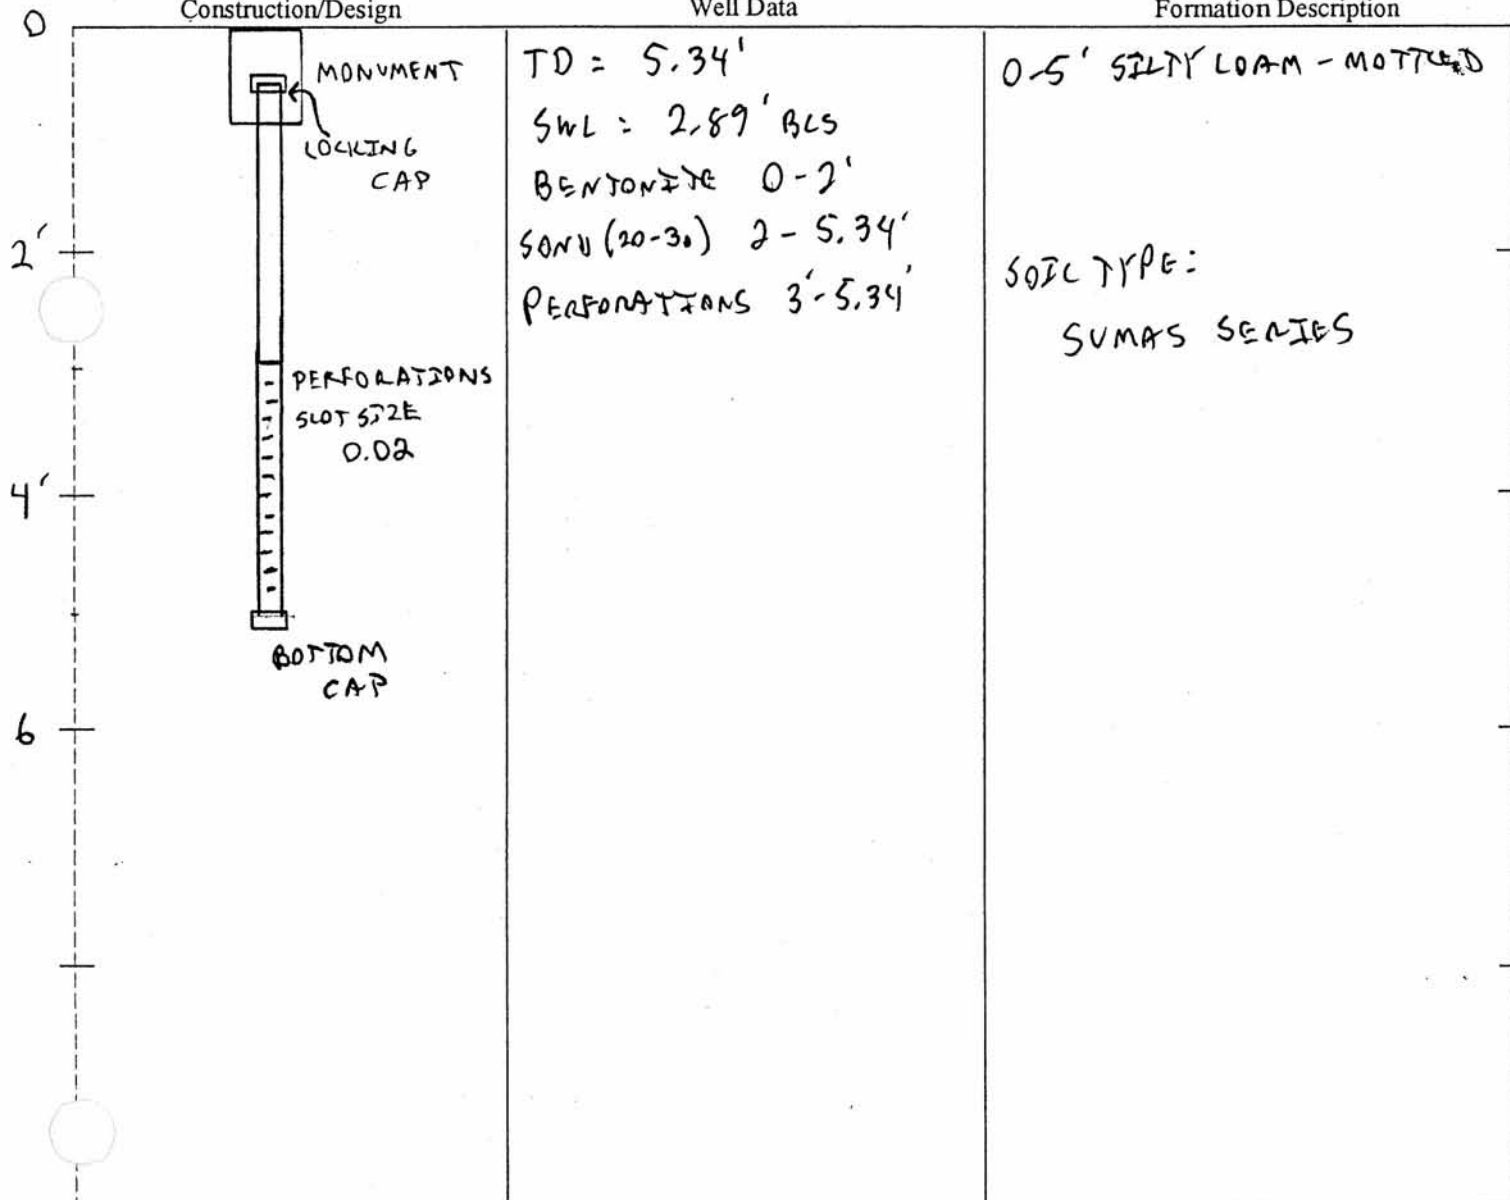 Construction/Design
Well Data
Formation Description
0
2'
4'
6
MONUMENT
LOCKING
CAP
PERFORATIONS
SLOT SIZE
0.02
BOTTOM
CAP
TD = 5.34'
SWL : 2.89' BLS
BENTONITE 0-2'
SAND (20-30) 2 - 5.34'
PERFORATIONS 3'-5.34'
0-5' SILTY LOAM - MOTTLED
SOIL TYPE:
SUMAS SERIES